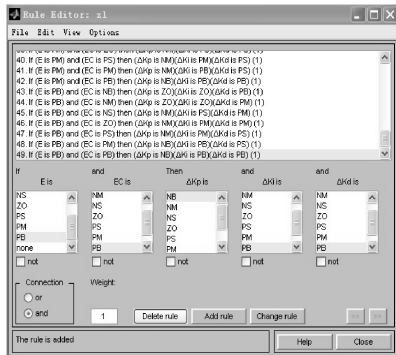 Rule Editor: zl
File Edit View Options
40. If (E is PM) and (EC is PS) then (ΔKp is NM)(ΔKi is PS)(ΔKd is PS) (1)
41. If (E is PM) and (EC is PM) then (ΔKp is NM)(ΔKi is PB)(ΔKd is PS) (1)
42. If (E is PM) and (EC is PB) then (ΔKp is NB)(ΔKi is PB)(ΔKd is PB) (1)
43. If (E is PB) and (EC is NB) then (ΔKp is ZO)(ΔKi is ZO)(ΔKd is PB) (1)
44. If (E is PB) and (EC is NM) then (ΔKp is ZO)(ΔKi is ZO)(ΔKd is PM) (1)
45. If (E is PB) and (EC is NS) then (ΔKp is NM)(ΔKi is PS)(ΔKd is PM) (1)
46. If (E is PB) and (EC is ZO) then (ΔKp is NM)(ΔKi is PM)(ΔKd is PM) (1)
47. If (E is PB) and (EC is PS) then (ΔKp is NM)(ΔKi is PM)(ΔKd is PS) (1)
48. If (E is PB) and (EC is PM) then (ΔKp is NB)(ΔKi is PB)(ΔKd is PS) (1)
49. If (E is PB) and (EC is PB) then (ΔKp is NB)(ΔKi is PB)(ΔKd is PB) (1)
If and Then and and
E is EC is ΔKp is ΔKi is ΔKd is
NS NM NB NM NM
ZO NS NM NS NS
PS ZO NS ZO ZO
PM PS ZO PS PS
PB PM PS PM PM
none PB PM PB PB
not not not not not
Connection Weight:
or
and 1 Delete rule Add rule Change rule << >>
The rule is added Help Close